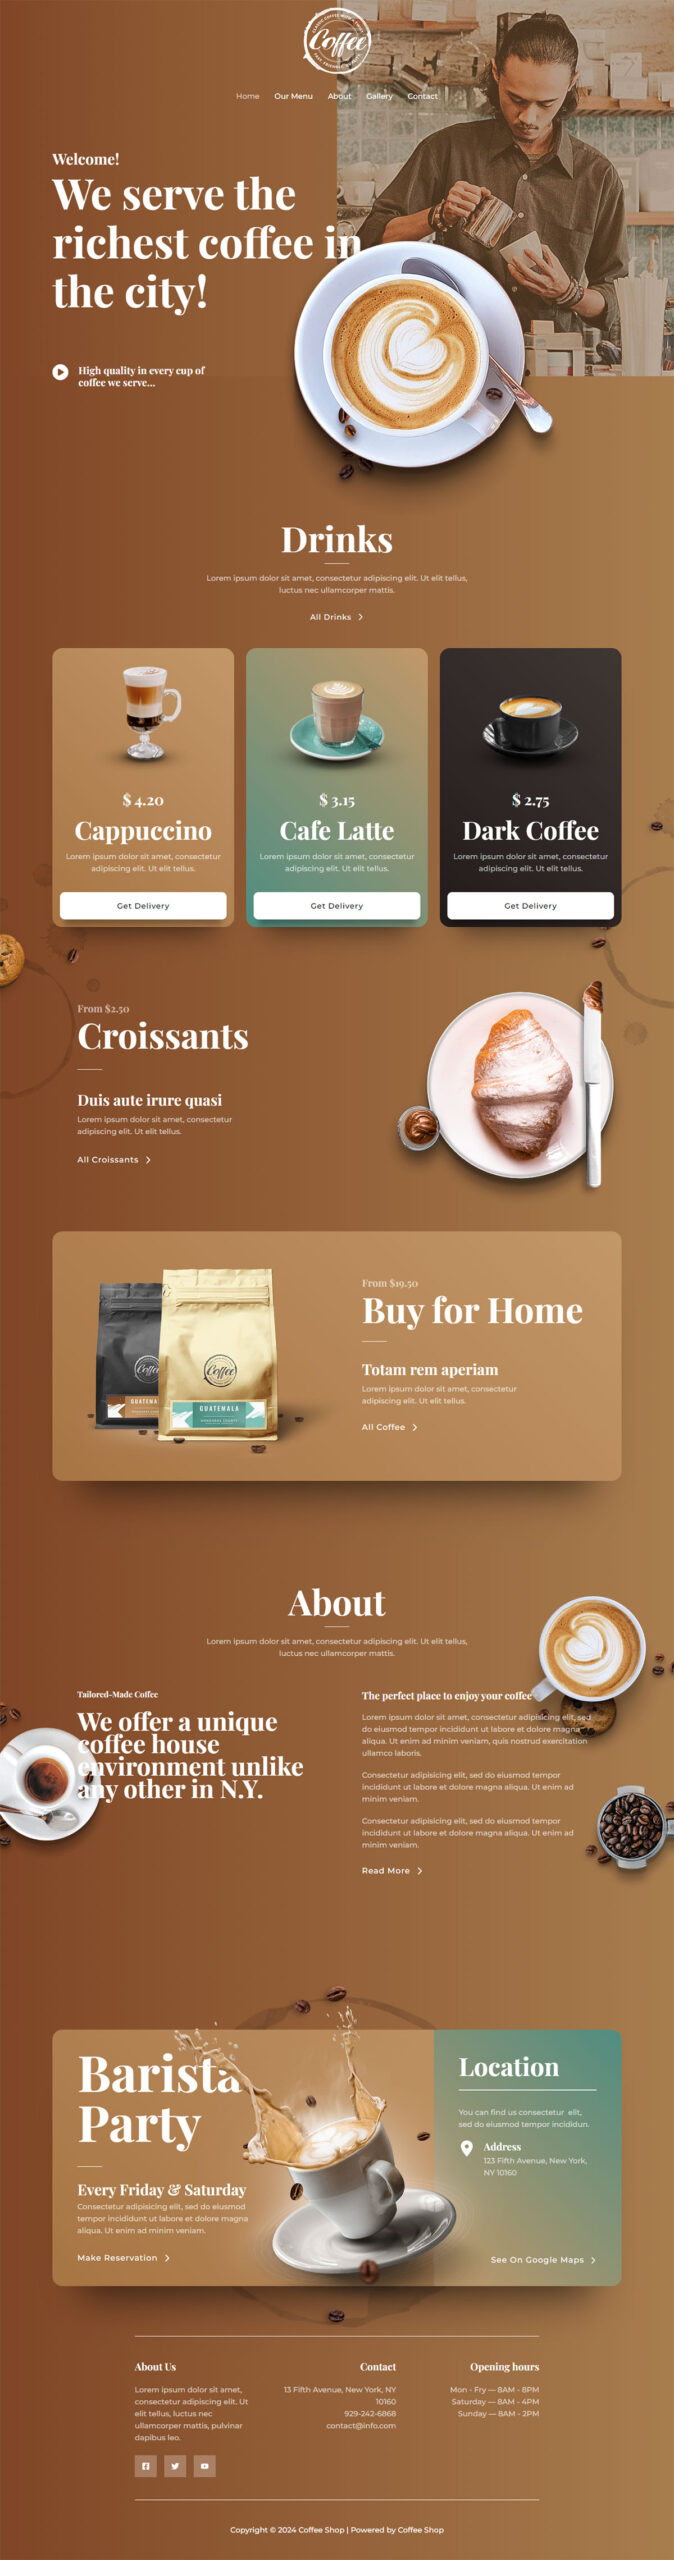 Coffee
Home Our Menu About Gallery Contact
Welcome!
We serve the
richest coffee in
the city!
High quality in every cup of
coffee we serve...
Drinks
Lorem ipsum dolor sit amet, consectetur adipiscing elit. Ut elit tellus,
luctus nec ullamcorper mattis.
All Drinks
$ 4.20
Cappuccino
Lorem ipsum dolor sit amet, consectetur
adipiscing elit. Ut elit tellus.
Get Delivery
$ 3.15
Cafe Latte
Lorem ipsum dolor sit amet, consectetur
adipiscing elit. Ut elit tellus.
Get Delivery
$ 2.75
Dark Coffee
Lorem ipsum dolor sit amet, consectetur
adipiscing elit. Ut elit tellus.
Get Delivery
From $2.50
Croissants
Duis aute irure quasi
Lorem ipsum dolor sit amet, consectetur
adipiscing elit. Ut elit tellus.
All Croissants
Coffee
GUATEMALA
Coffee
GUATEMALA
From $19.50
Buy for Home
Totam rem aperiam
Lorem ipsum dolor sit amet, consectetur
adipiscing elit. Ut elit tellus.
All Coffee
About
Lorem ipsum dolor sit amet, consectetur adipiscing elit. Ut elit tellus,
luctus nec ullamcorper mattis.
Tailored-Made Coffee
We offer a unique
coffee house
environment unlike
any other in N.Y.
The perfect place to enjoy your coffee
Lorem ipsum dolor sit amet, consectetur adipisicing elit, sed
do eiusmod tempor incididunt ut labore et dolore magna
aliqua. Ut enim ad minim veniam, quis nostrud exercitation
ullamco laboris.
Consectetur adipisicing elit, sed do eiusmod tempor
incididunt ut labore et dolore magna aliqua. Ut enim ad
minim veniam.
Consectetur adipisicing elit, sed do eiusmod tempor
incididunt ut labore et dolore magna aliqua. Ut enim ad
minim veniam.
Read More
Barista
Party
Every Friday & Saturday
Consectetur adipisicing elit, sed do eiusmod
tempor incididunt ut labore et dolore magna
aliqua. Ut enim ad minim veniam.
Make Reservation
Location
You can find us consectetur elit,
sed do eiusmod tempor incididun.
Address
123 Fifth Avenue, New York,
NY 10160
See On Google Maps
About Us
Lorem ipsum dolor sit amet,
consectetur adipiscing elit. Ut
elit tellus, luctus nec
ullamcorper mattis, pulvinar
dapibus leo.
Contact
13 Fifth Avenue, New York, NY
10160
929-242-6868
contact@info.com
Opening hours
Mon - Fry — 8AM - 8PM
Saturday — 8AM - 4PM
Sunday — 8AM - 2PM
Copyright © 2024 Coffee Shop | Powered by Coffee Shop